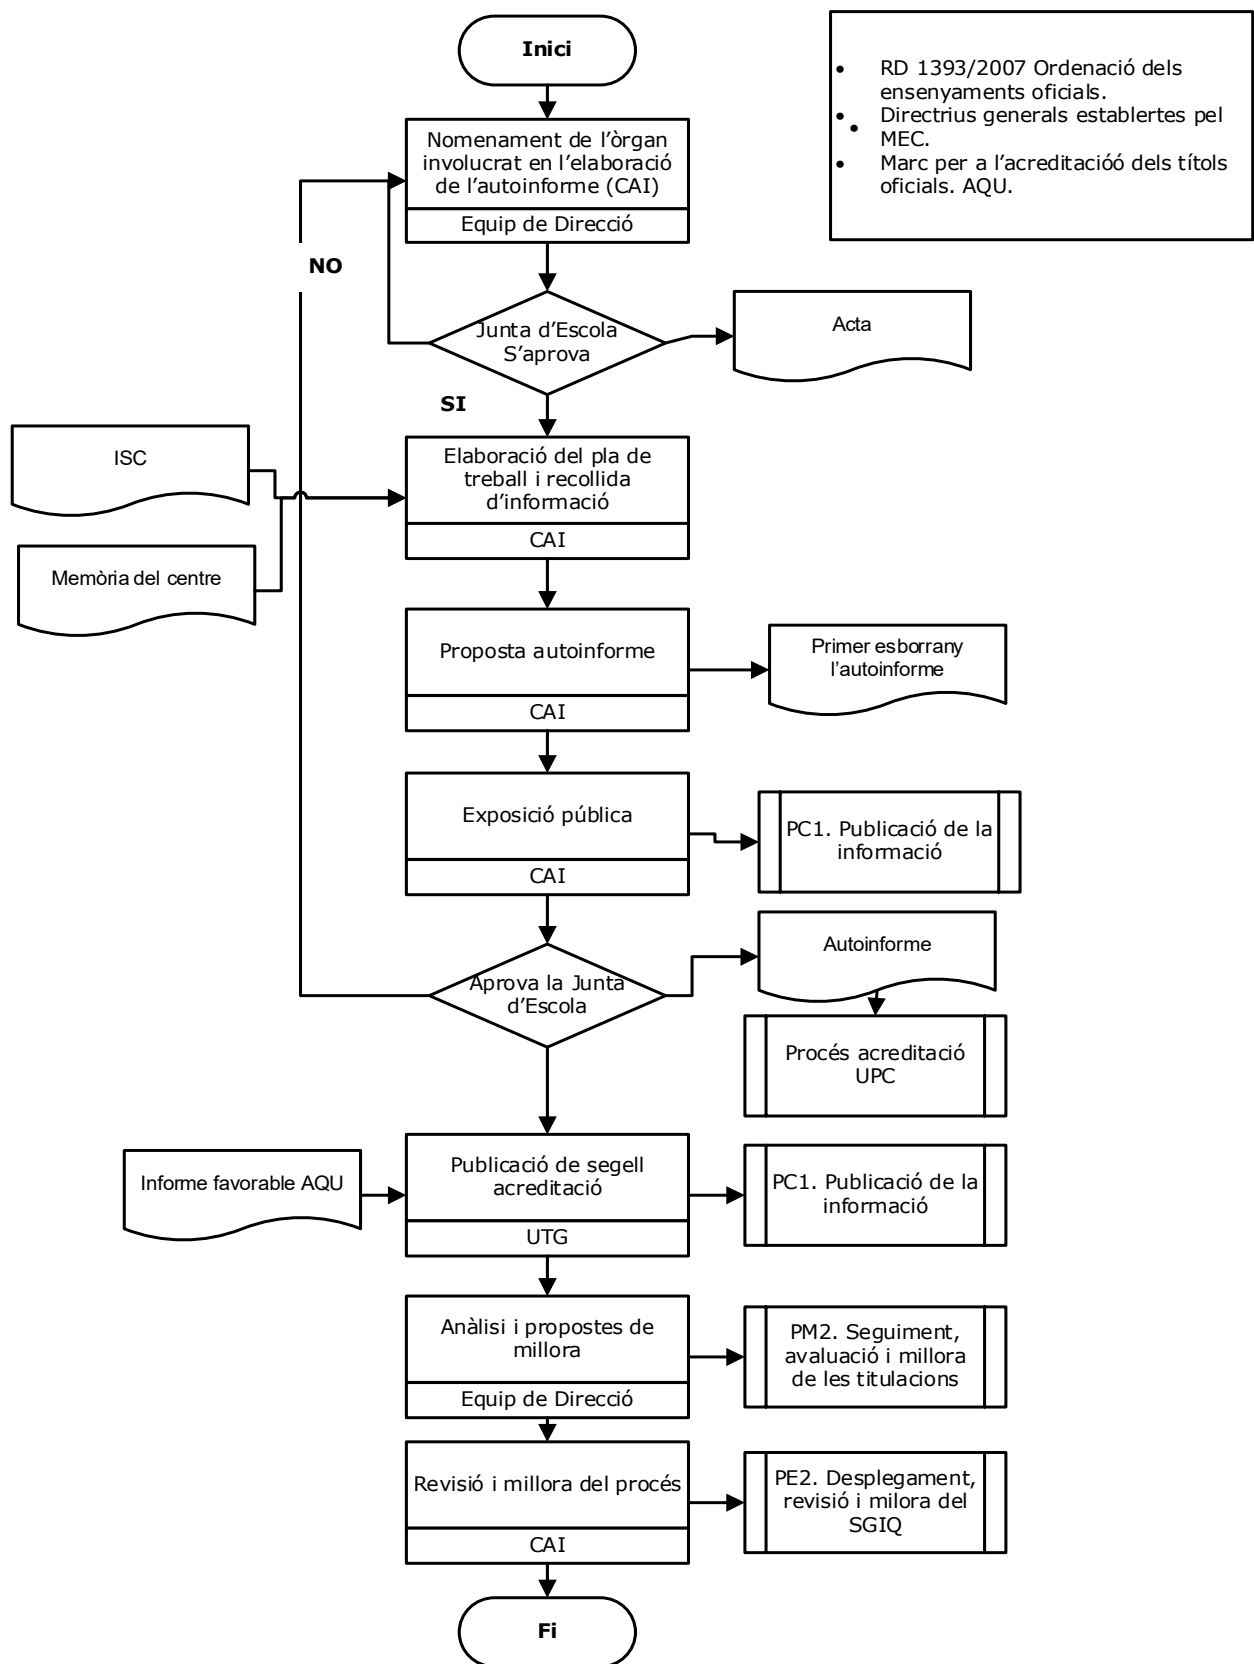 Inici
• RD 1393/2007 Ordenació dels
ensenyaments oficials.
• Directrius generals establertes pel
• MEC.
• Marc per a l’acreditacióó dels títols
oficials. AQU.
Nomenament de l’òrgan
involucrat en l’elaboració
de l’autoinforme (CAI)
Equip de Direcció
NO
Junta d’Escola
S’aprova
Acta
SI
ISC
Elaboració del pla de
treball i recollida
d’informació
CAI
Memòria del centre
Proposta autoinforme
CAI
Primer esborrany
l’autoinforme
Exposició pública
CAI
PC1. Publicació de la
informació
Aprova la Junta
d’Escola
Autoinforme
Procés acreditació
UPC
Informe favorable AQU
Publicació de segell
acreditació
UTG
PC1. Publicació de la
informació
Anàlisi i propostes de
millora
Equip de Direcció
PM2. Seguiment,
avaluació i millora
de les titulacions
Revisió i millora del procés
CAI
PE2. Desplegament,
revisió i milora del
SGIQ
Fi